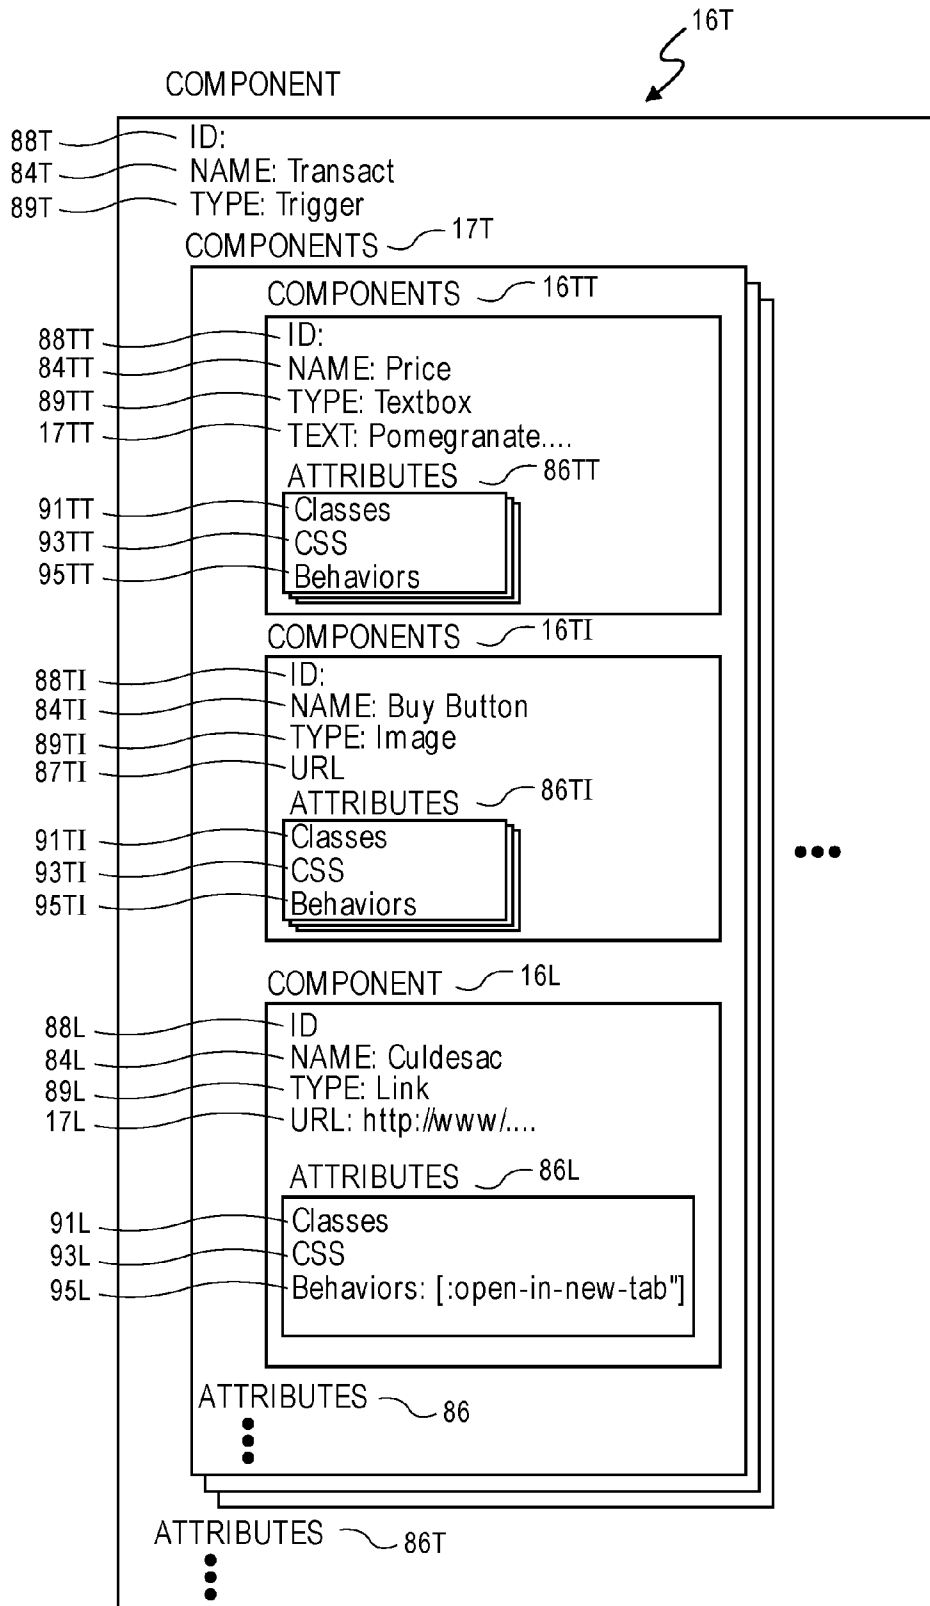 16T
COMPONENT
88T ID:
84T NAME: Transact
89T TYPE: Trigger
COMPONENTS 17T
COMPONENTS 16TT
88TT ID:
84TT NAME: Price
89TT TYPE: Textbox
17TT TEXT: Pomegranate....
ATTRIBUTES 86TT
91TT Classes
93TT CSS
95TT Behaviors
COMPONENTS 16TI
88TI ID:
84TI NAME: Buy Button
89TI TYPE: Image
87TI URL
ATTRIBUTES 86TI
91TI Classes
93TI CSS
95TI Behaviors
COMPONENT 16L
88L ID
84L NAME: Culdesac
89L TYPE: Link
17L URL: http://www/....
ATTRIBUTES 86L
91L Classes
93L CSS
95L Behaviors: [:open-in-new-tab"]
ATTRIBUTES 86
ATTRIBUTES 86T